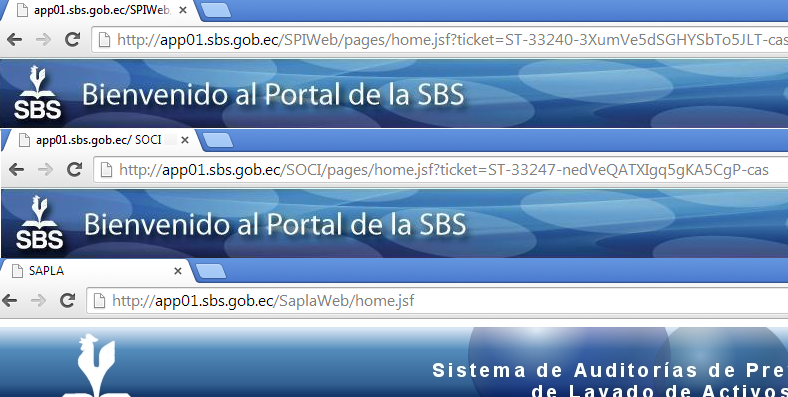 app01.sbs.gob.ec/SPIWeb
http://app01.sbs.gob.ec/SPIWeb/pages/home.jsf?ticket=ST-33240-3XumVe5dSGHYSbTo5JLT-cas
SBS Bienvenido al Portal de la SBS
app01.sbs.gob.ec/ SOCI
http://app01.sbs.gob.ec/SOCI/pages/home.jsf?ticket=ST-33247-nedVeQATXIgq5gKA5CgP-cas
SBS Bienvenido al Portal de la SBS
SAPLA
http://app01.sbs.gob.ec/SaplaWeb/home.jsf
Sistema de Auditorías de Pre
de Lavado de Activos